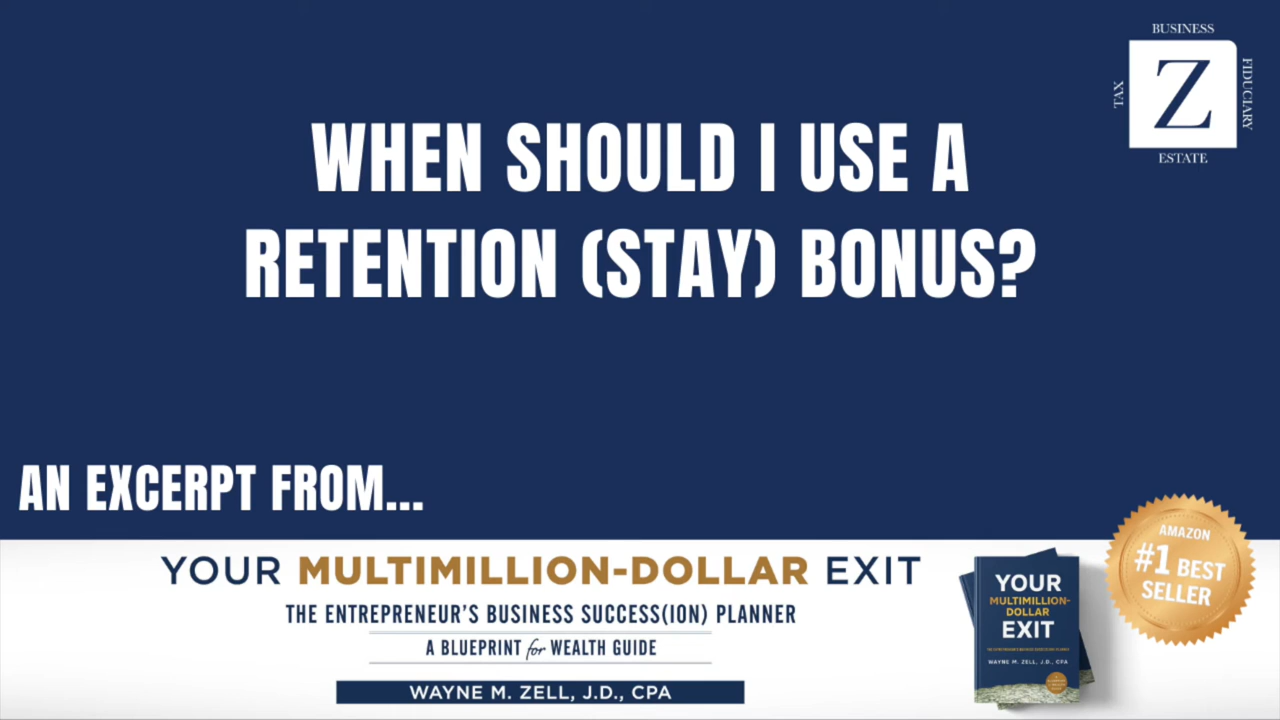 BUSINESS
TAX
Z
FIDUCIARY
ESTATE
WHEN SHOULD I USE A
RETENTION (STAY) BONUS?
AN EXCERPT FROM...
YOUR MULTIMILLION-DOLLAR EXIT
THE ENTREPRENEUR'S BUSINESS SUCCESS(ION) PLANNER
A BLUEPRINT for WEALTH GUIDE
WAYNE M. ZELL, J.D., CPA
YOUR
MULTIMILLION-
DOLLAR
EXIT
WAYNE M. ZELL, J.D., CPA
AMAZON
#1 BEST
SELLER